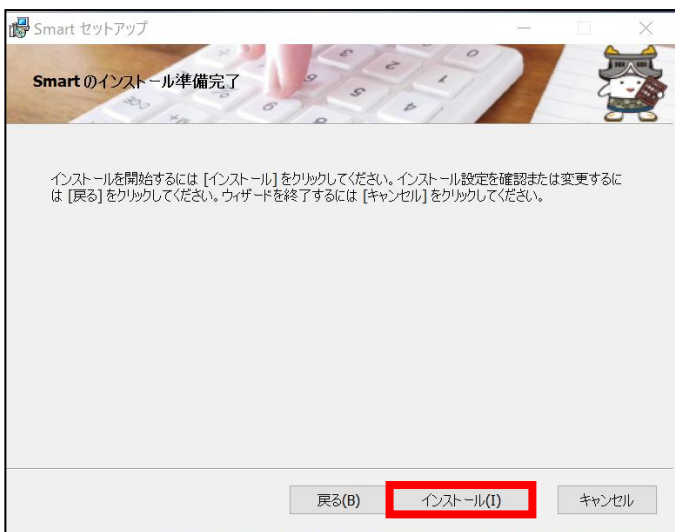 Smart セットアップ
Smart のインストール準備完了
インストールを開始するには [インストール] をクリックしてください。インストール設定を確認または変更するに
は [戻る] をクリックしてください。ウィザードを終了するには [キャンセル] をクリックしてください。
戻る(B)
インストール(I)
キャンセル